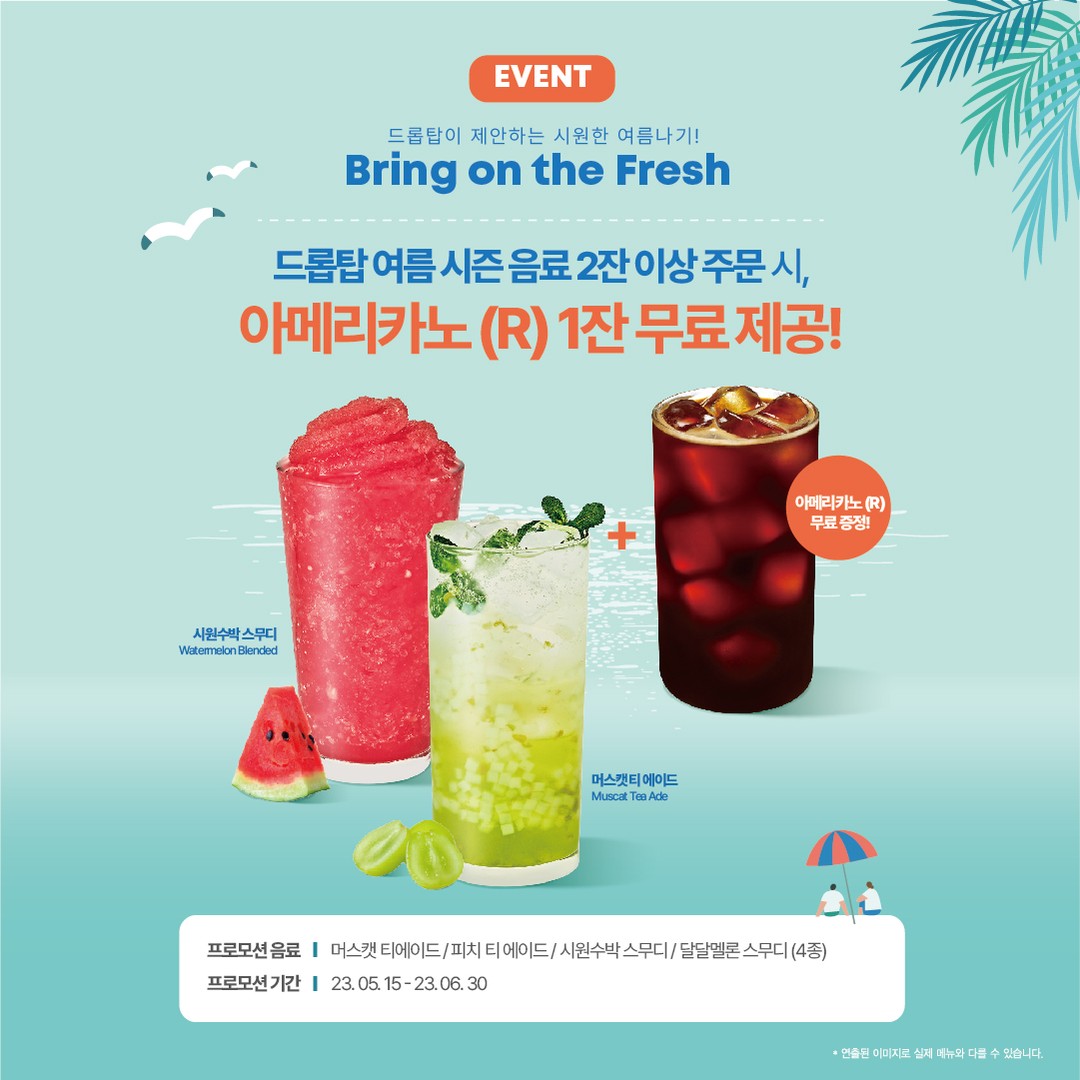 EVENT
드롭탑이 제안하는 시원한 여름나기!
Bring on the Fresh
드롭탑 여름 시즌 음료 2잔 이상 주문 시,
아메리카노 (R) 1잔 무료 제공!
아메리카노 (R)
무료 증정!
+
시원수박 스무디
Watermelon Blended
머스캣 티 에이드
Muscat Tea Ade
프로모션 음료 | 머스캣 티에이드 / 피치 티 에이드 / 시원수박 스무디 / 달달멜론 스무디 (4종)
프로모션 기간 | 23. 05. 15 - 23. 06. 30
* 연출된 이미지로 실제 메뉴와 다를 수 있습니다.